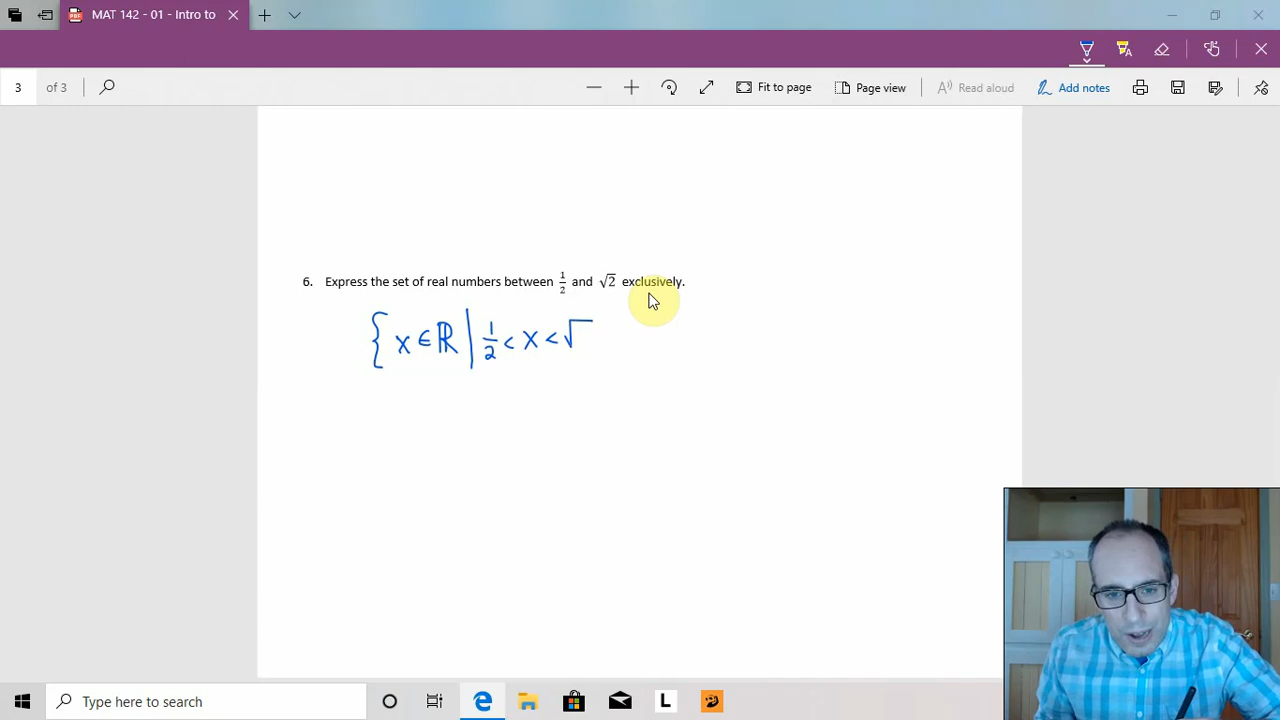 MAT 142 - 01 - Intro to
3 of 3
Fit to page
Page view
Read aloud
Add notes
6. Express the set of real numbers between 1/2 and √2 exclusively.
{ x ∈ ℝ | 1/2 < x < √
Type here to search
L